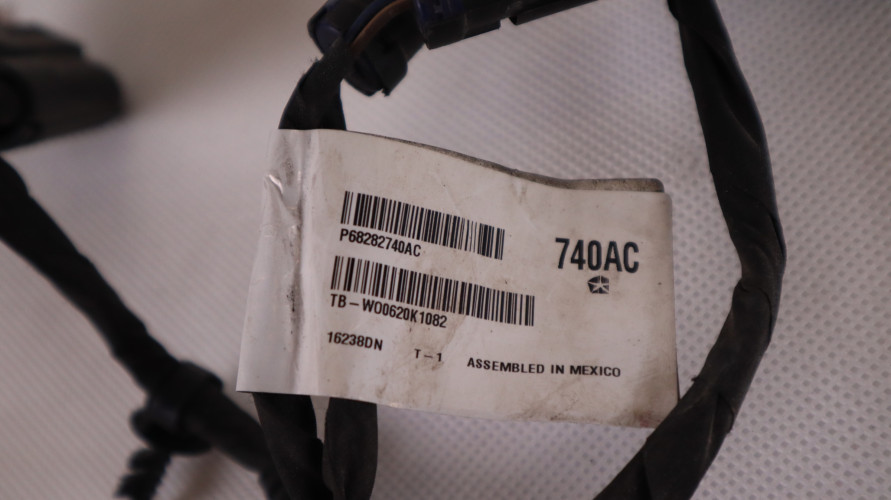 P68282740AC
740AC
TB-W00620K1082
16238DN T-1 ASSEMBLED IN MEXICO